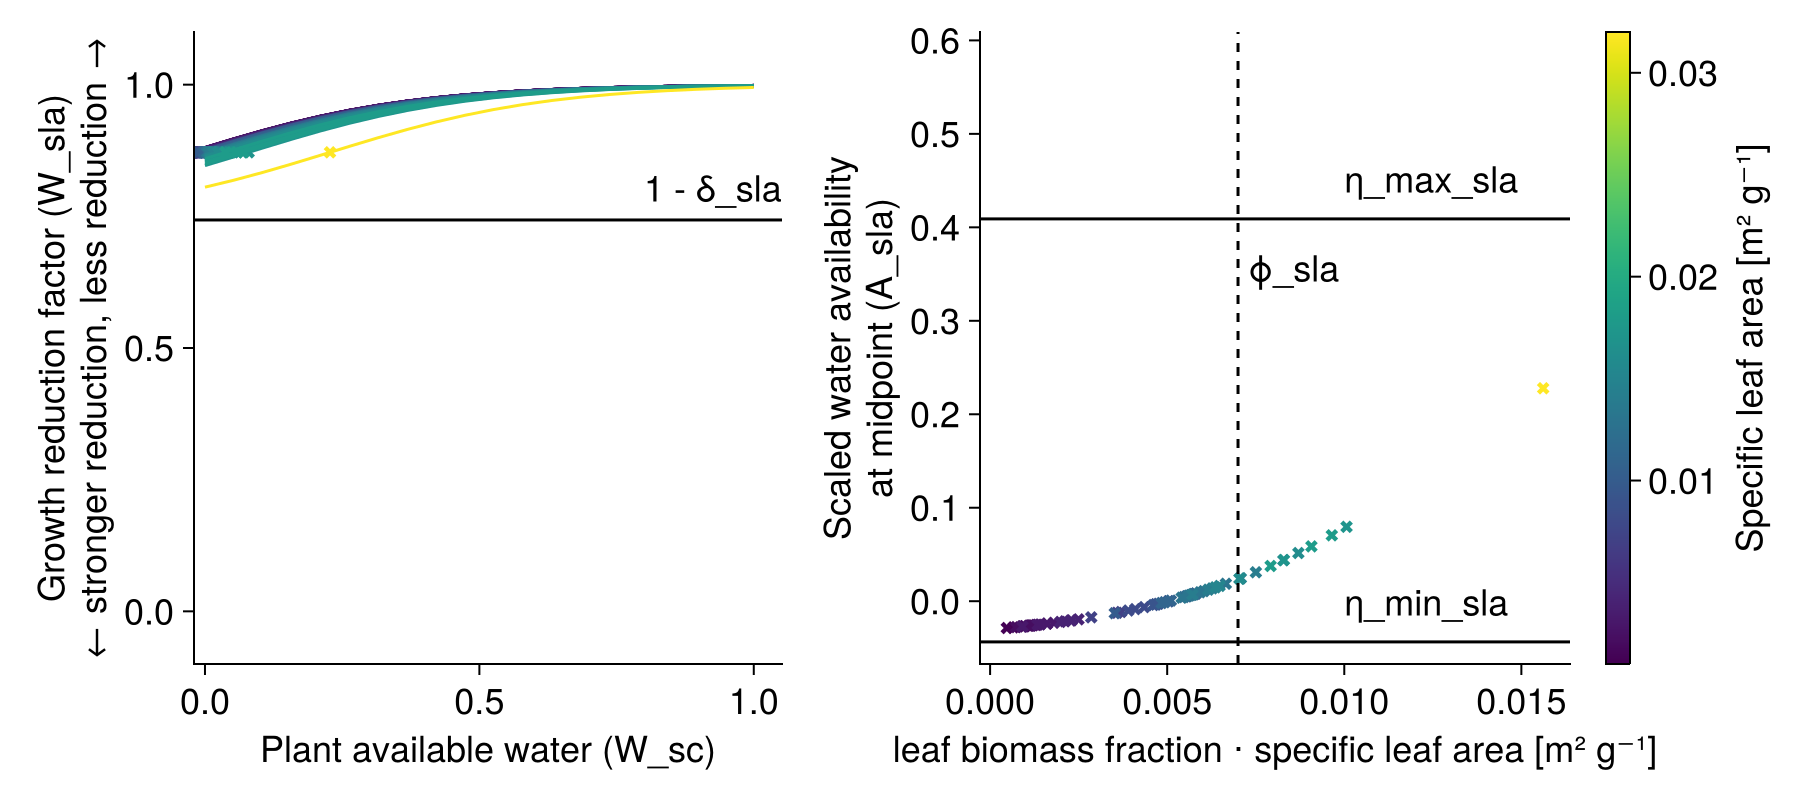 Growth reduction factor (W_sla)
← stronger reduction, less reduction →
1.0
0.5
0.0
1 - δ_sla
0.0
0.5
1.0
Plant available water (W_sc)
Scaled water availability
at midpoint (A_sla)
0.6
0.5
0.4
0.3
0.2
0.1
0.0
η_max_sla
ϕ_sla
η_min_sla
0.000
0.005
0.010
0.015
leaf biomass fraction · specific leaf area [m² g⁻¹]
0.03
0.02
0.01
Specific leaf area [m² g⁻¹]